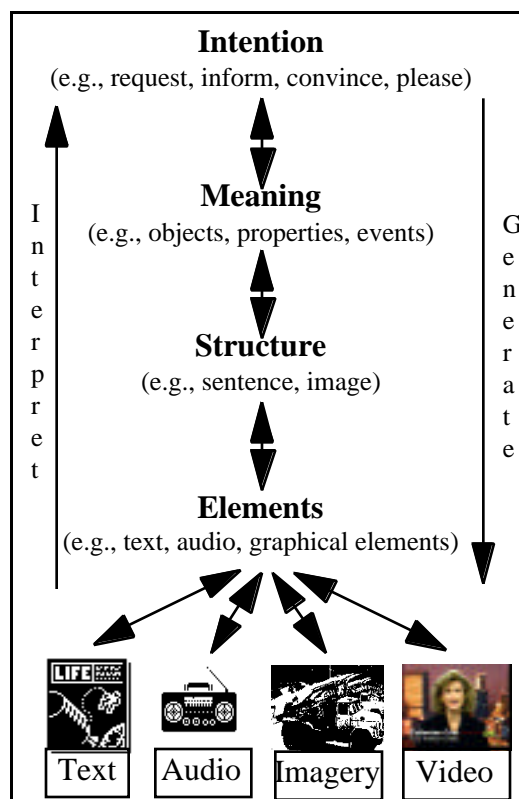 Intention
(e.g., request, inform, convince, please)
Interpret
Generate
Meaning
(e.g., objects, properties, events)
Structure
(e.g., sentence, image)
Elements
(e.g., text, audio, graphical elements)
LIFE
Text
Audio
Imagery
Video